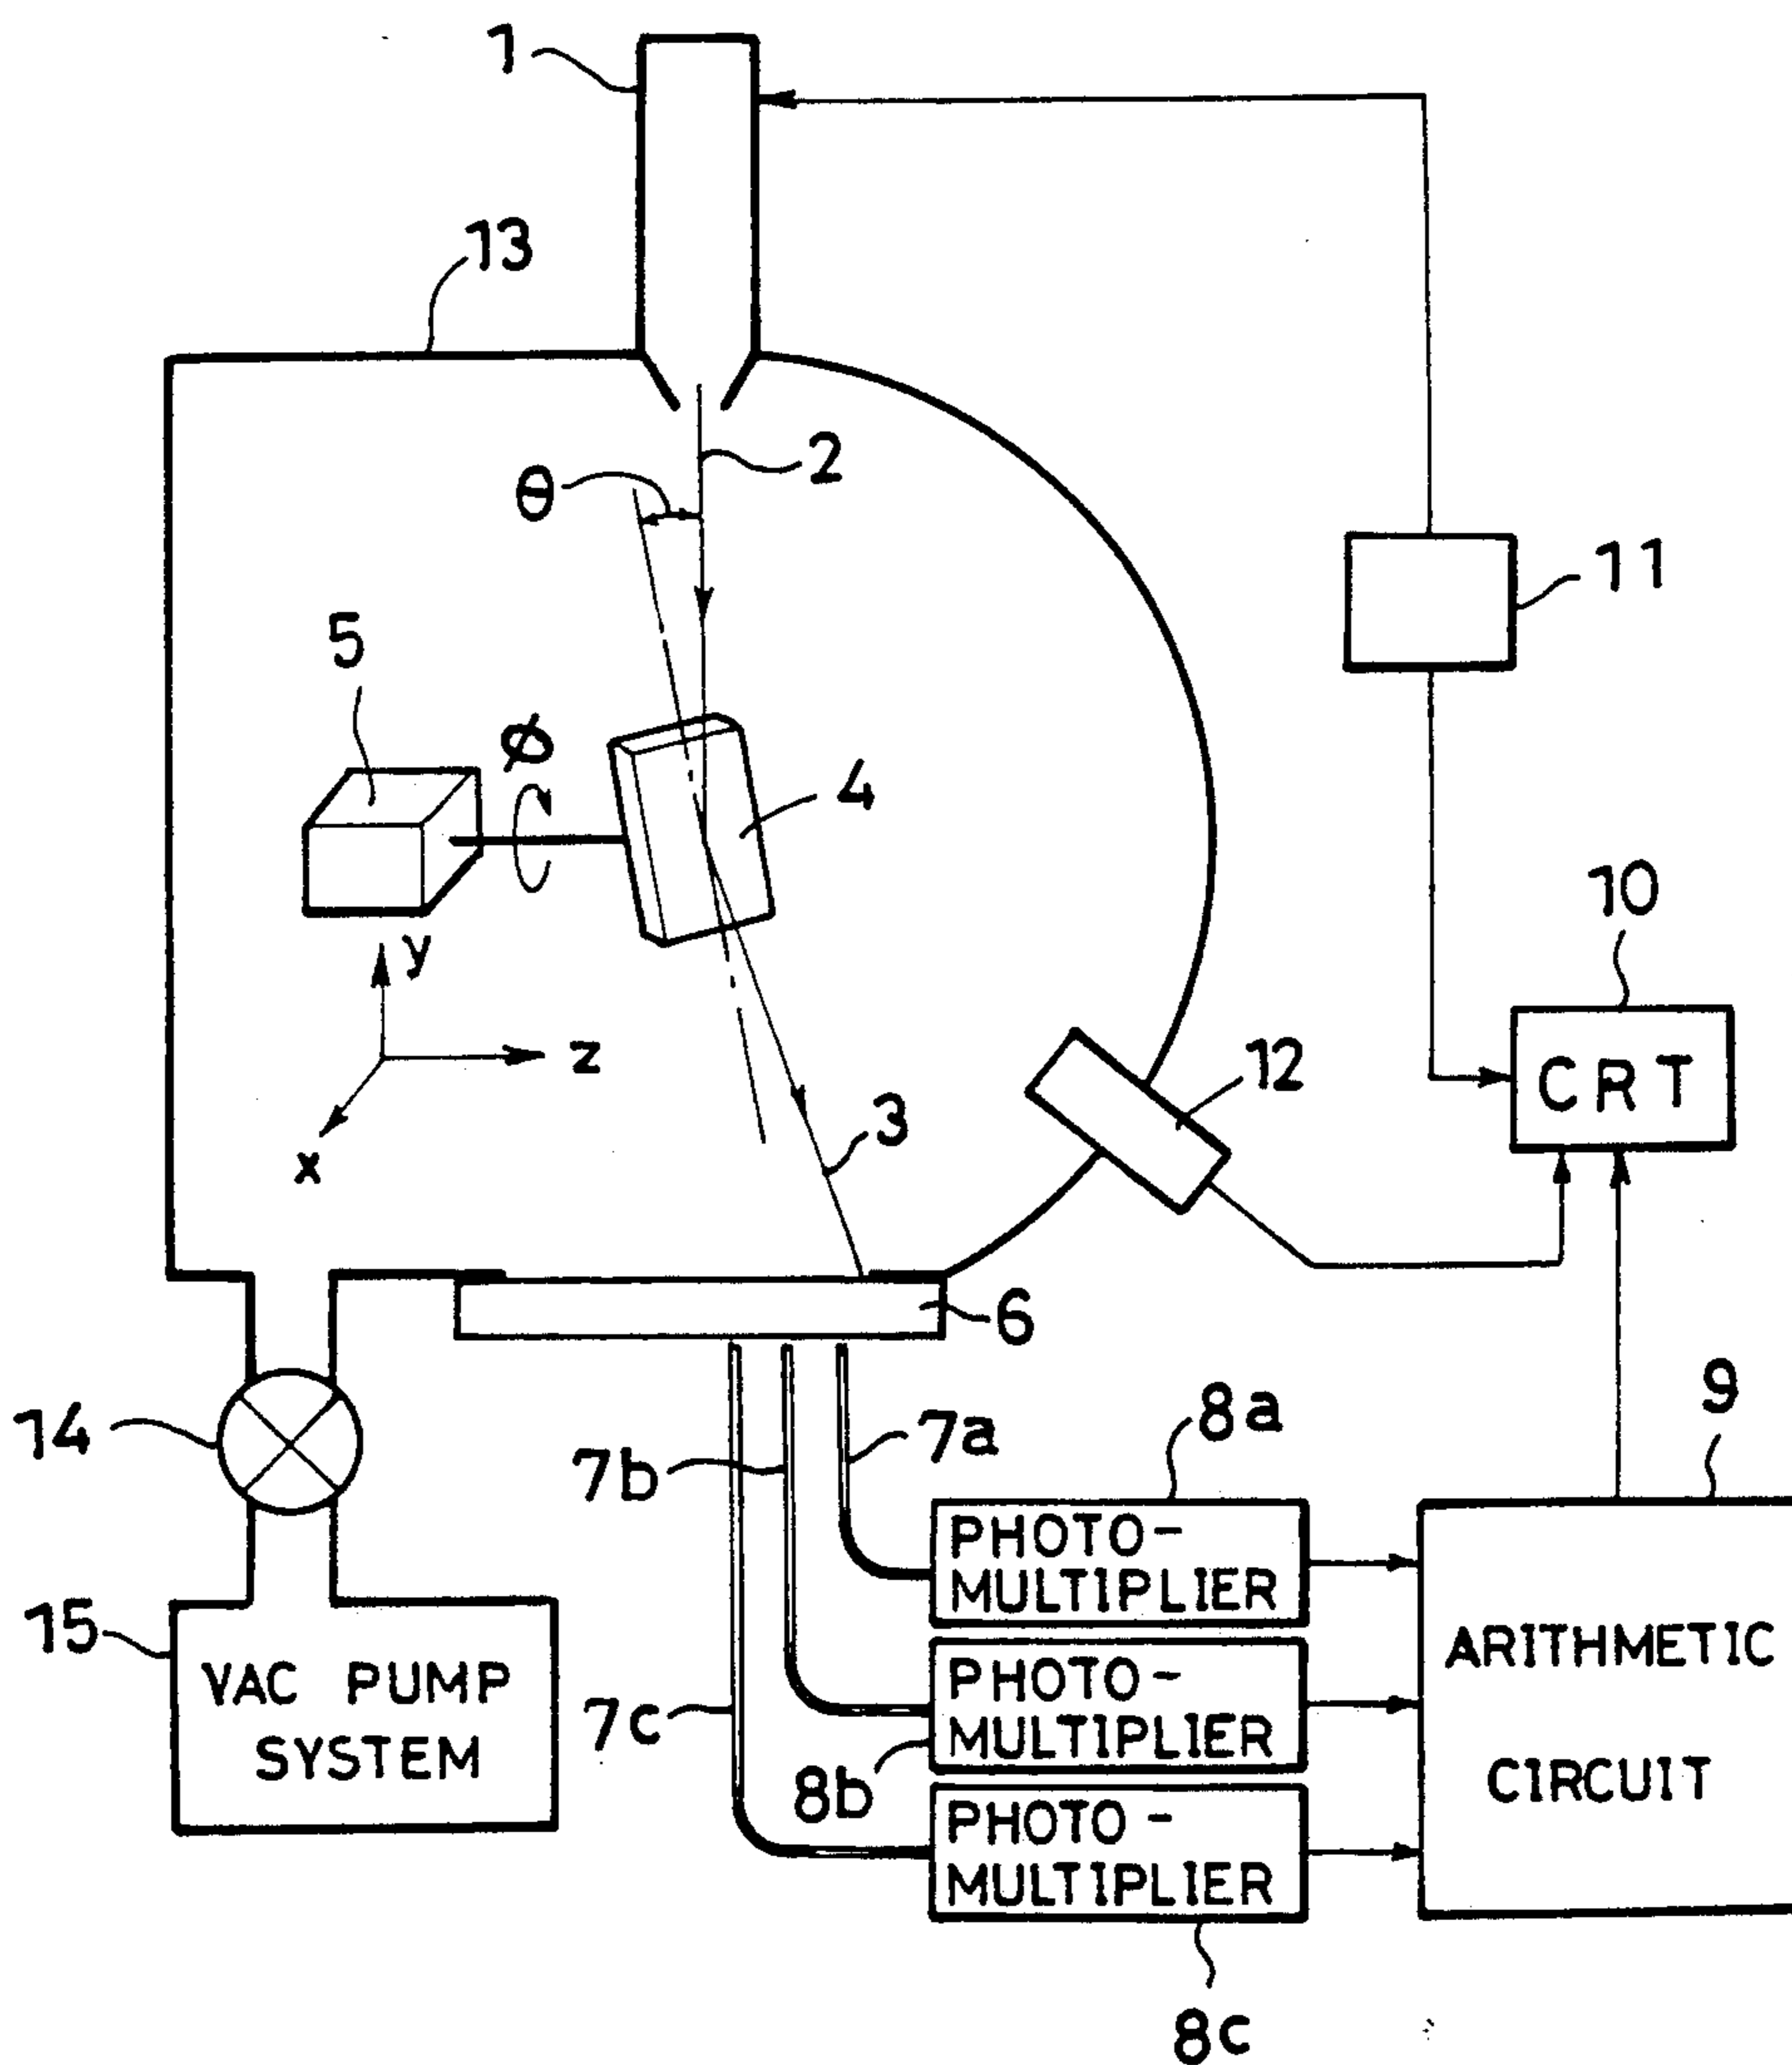 1
13
2
θ
11
5
φ
4
10
y
z
CRT
12
3
x
6
9
14
8a
7a
7b
PHOTO-
MULTIPLIER
15
ARITHMETIC
CIRCUIT
VAC PUMP
SYSTEM
PHOTO-
MULTIPLIER
7c
8b
PHOTO-
MULTIPLIER
8c